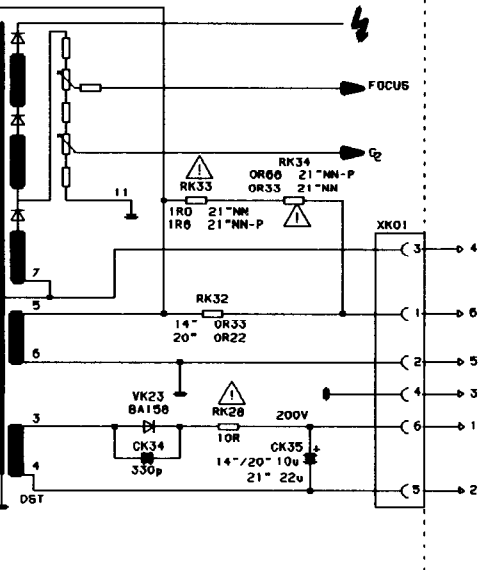 FOCUS
G2
11
RK33
1R0 21"NN
1R6 21"NN-P
RK34
0R66 21"NN-P
0R33 21"NN
XK01
3 4
7
5
RK32
14" 0R33
20" 0R22
1 6
6
2 5
4 3
VK23
BA158
RK28
10R
200V
3
6 1
CK34
330p
CK35
+
14"/20" 10u
21" 22u
4
5 2
DST